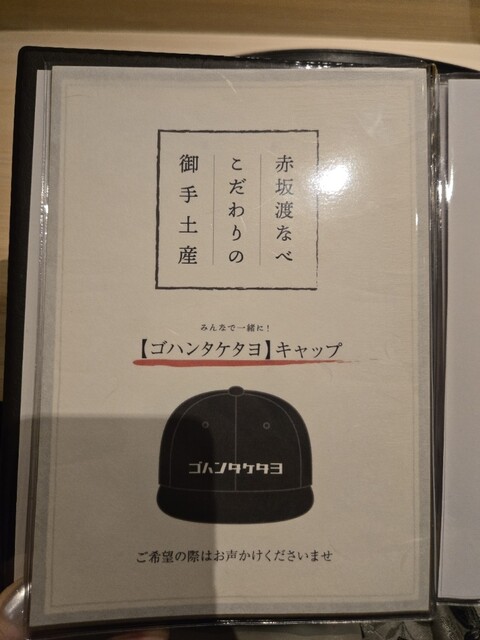 赤坂渡なべ
こだわりの
御手土産
みんなで一緒に！
【ゴハンタケタヨ】キャップ
ゴハンタケタヨ
ご希望の際はお声かけくださいませ